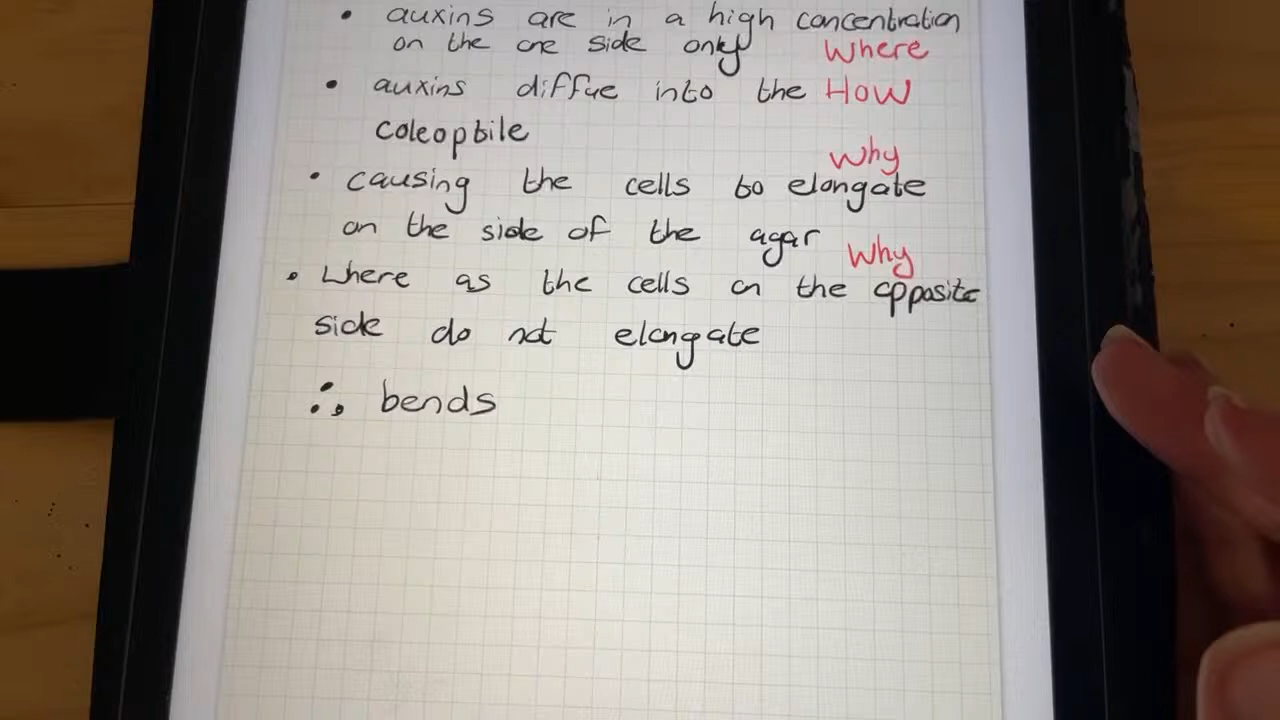 • auxins are in a high concentration
on the one side only Where
• auxins diffue into the HOW
coleoptile
Why
• causing the cells to elongate
on the side of the agar Why
• Where as the cells on the opposite
side do not elongate
∴ bends